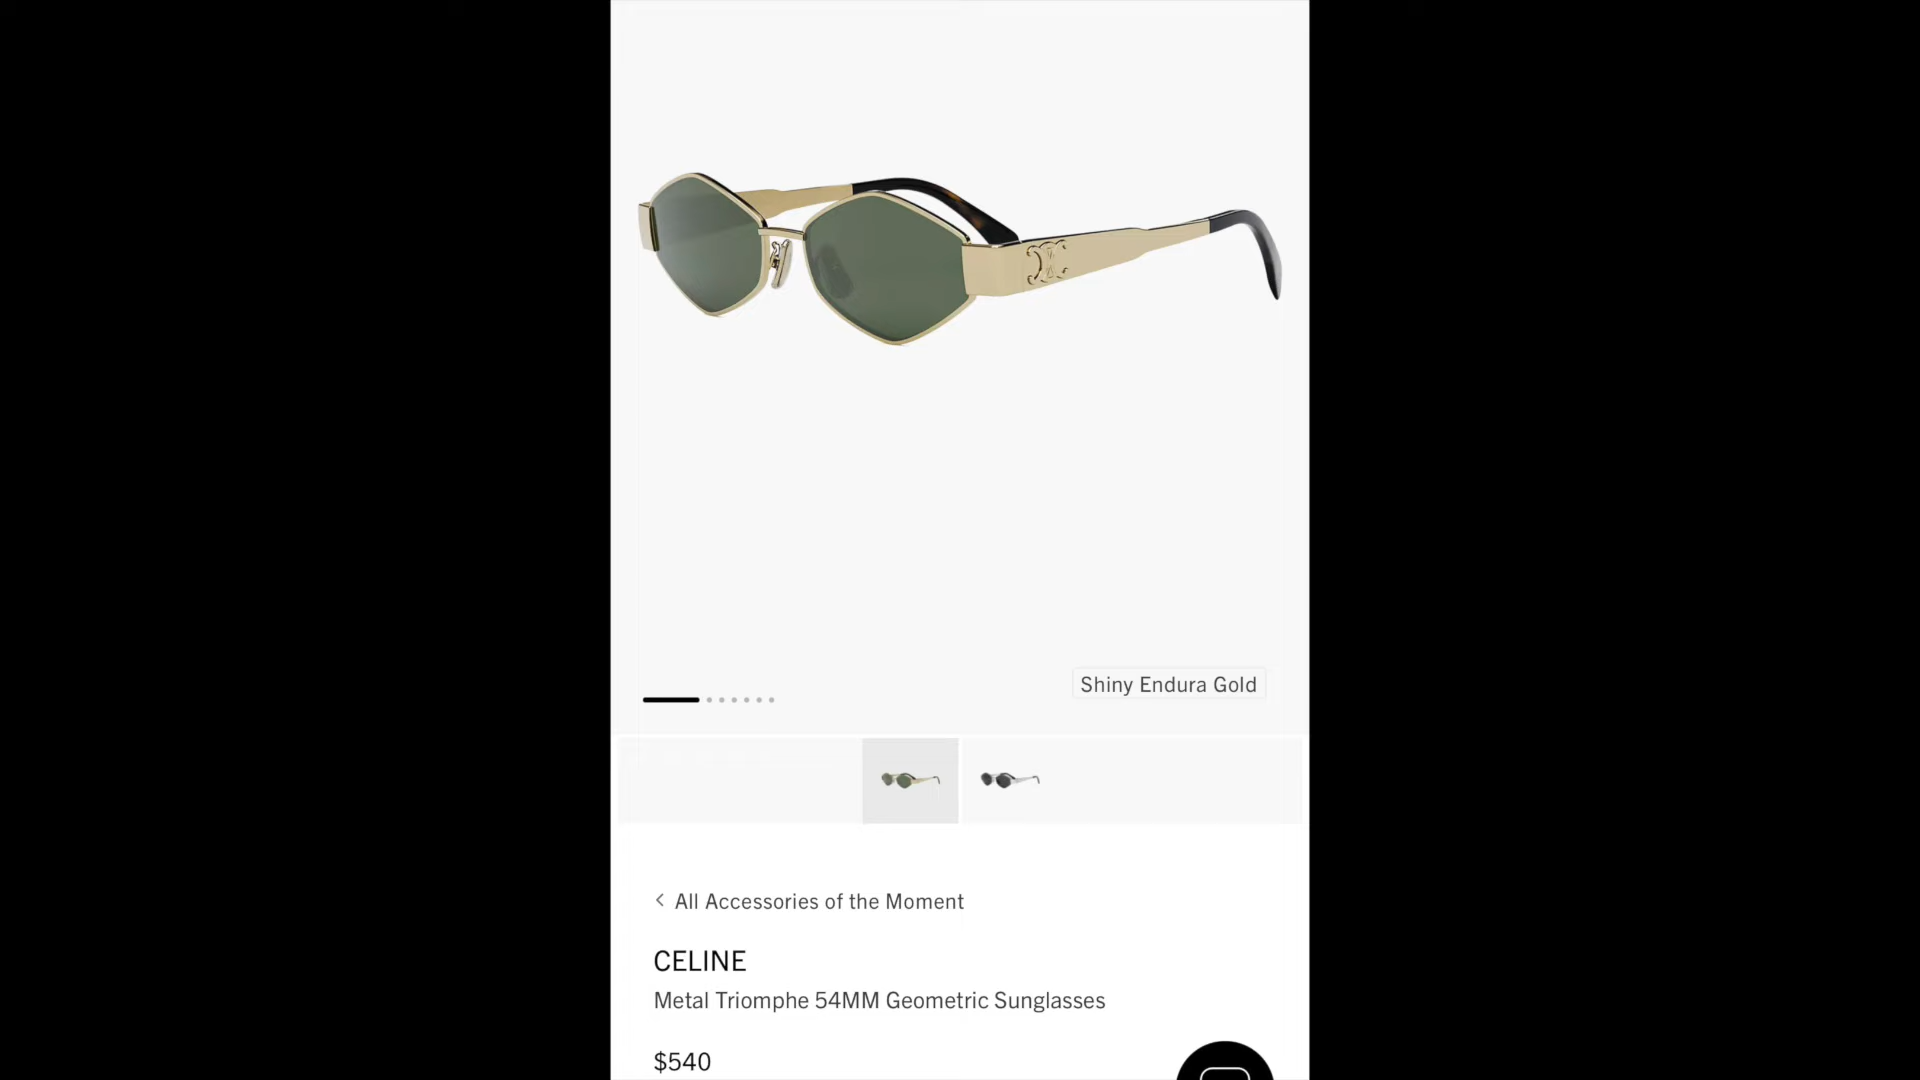 Shiny Endura Gold
All Accessories of the Moment
CELINE
Metal Triomphe 54MM Geometric Sunglasses
$540